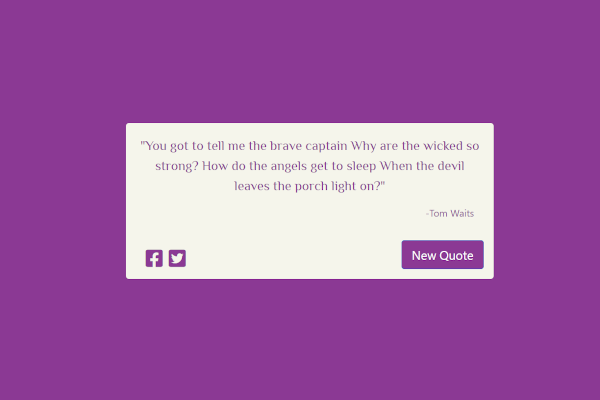 "You got to tell me the brave captain Why are the wicked so
strong? How do the angels get to sleep When the devil
leaves the porch light on?"
-Tom Waits
New Quote